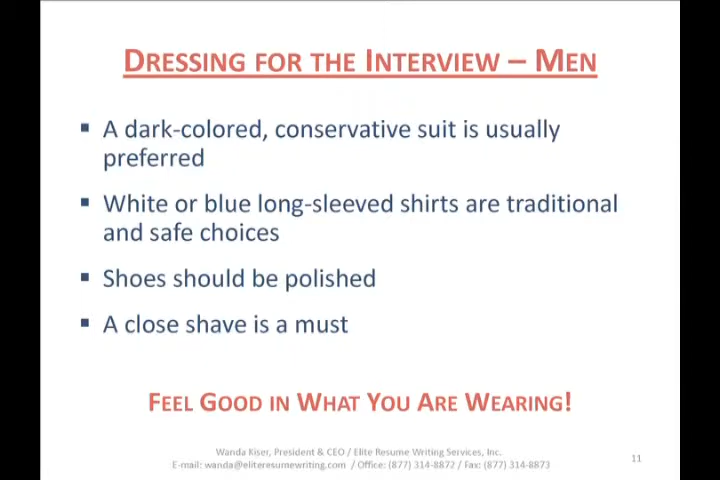 DRESSING FOR THE INTERVIEW – MEN
▪ A dark-colored, conservative suit is usually
preferred
▪ White or blue long-sleeved shirts are traditional
and safe choices
▪ Shoes should be polished
▪ A close shave is a must
FEEL GOOD IN WHAT YOU ARE WEARING!
Wanda Kiser, President & CEO / Elite Resume Writing Services, Inc.
E-mail: wanda@eliteresumewriting.com / Office: (877) 314-8872 / Fax: (877) 314-8873
11